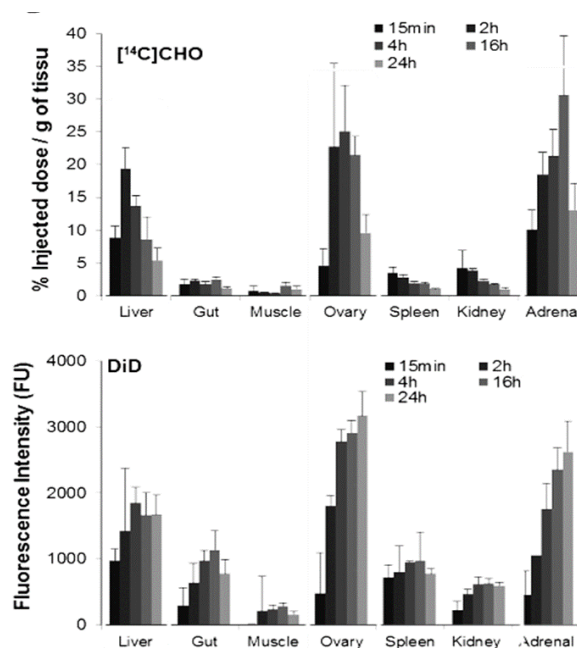 15min 2h
4h 16h
24h
[¹⁴C]CHO
40
35
30
25
20
15
10
5
0
% Injected dose / g of tissu
Liver Gut Muscle Ovary Spleen Kidney Adrenal
15min 2h
4h 16h
24h
DiD
4000
3000
2000
1000
0
Fluorescence Intensity (FU)
Liver Gut Muscle Ovary Spleen Kidney Adrenal